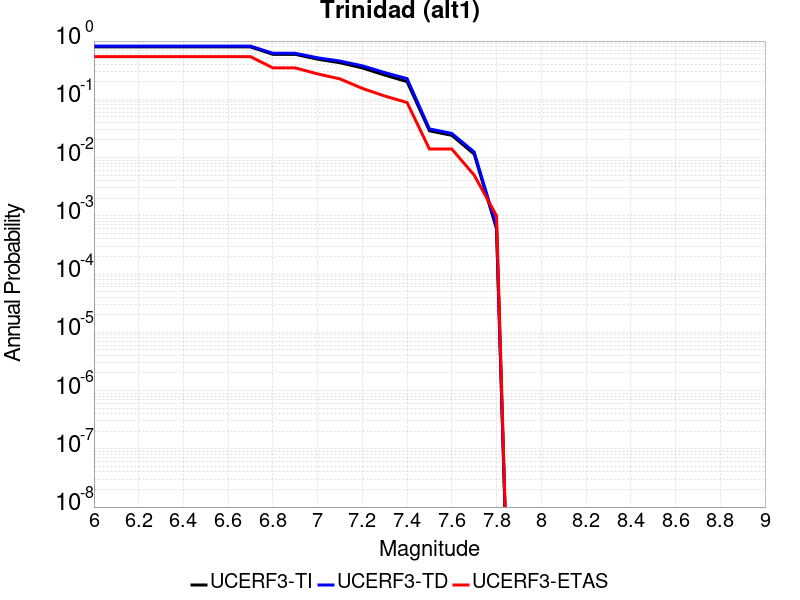 Trinidad (alt1)
10^0
10^-1
10^-2
10^-3
10^-4
10^-5
10^-6
10^-7
10^-8
Annual Probability
6 6.2 6.4 6.6 6.8 7 7.2 7.4 7.6 7.8 8 8.2 8.4 8.6 8.8 9
Magnitude
UCERF3-TI UCERF3-TD UCERF3-ETAS